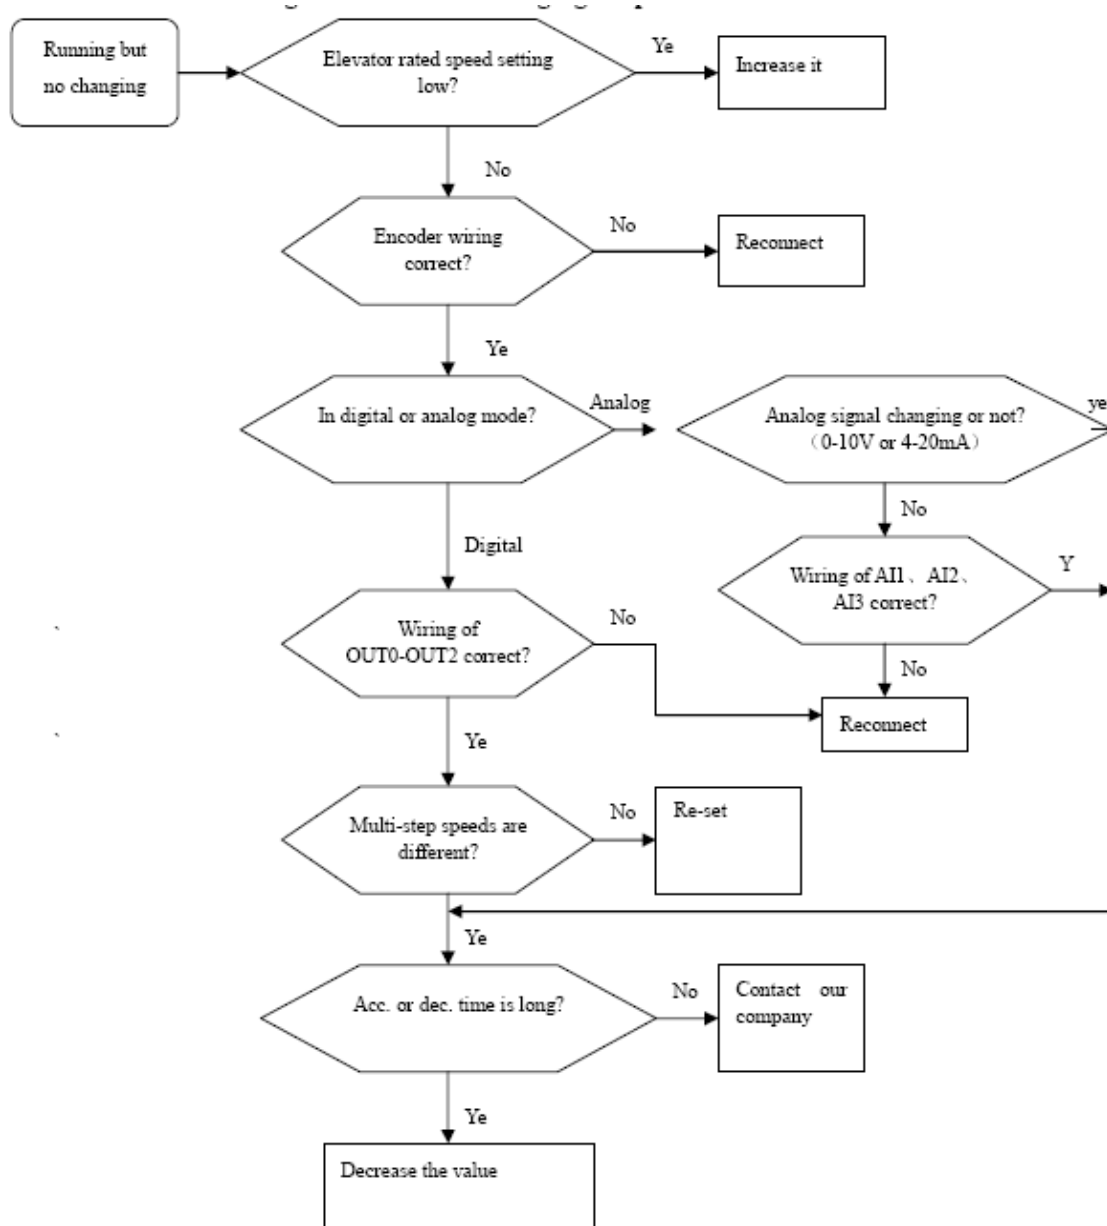 Running but
no changing
Elevator rated speed setting
low?
Ye
Increase it
No
Encoder wiring
correct?
No
Reconnect
Ye
In digital or analog mode?
Analog
Analog signal changing or not?
(0-10V or 4-20mA)
ye
No
Digital
Wiring of AI1、AI2、
AI3 correct?
Y
Wiring of
OUT0-OUT2 correct?
No
No
Reconnect
Ye
Multi-step speeds are
different?
No
Re-set
Ye
Acc. or dec. time is long?
No
Contact our
company
Ye
Decrease the value